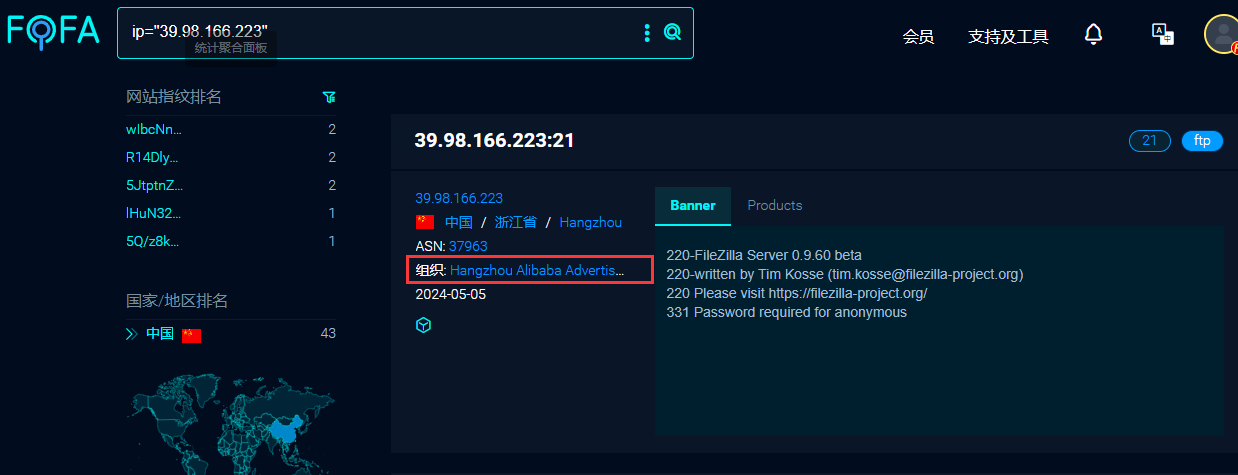 FOFA
ip="39.98.166.223"
统计聚合面板
会员
支持及工具
网站指纹排名
wlbcNn... 2
R14Dly... 2
5JtptnZ... 2
lHuN32... 1
5Q/z8k... 1
国家/地区排名
中国 43
39.98.166.223:21
21
ftp
39.98.166.223
中国 / 浙江省 / Hangzhou
ASN: 37963
组织: Hangzhou Alibaba Advertis...
2024-05-05
Banner
Products
220-FileZilla Server 0.9.60 beta
220-written by Tim Kosse (tim.kosse@filezilla-project.org)
220 Please visit https://filezilla-project.org/
331 Password required for anonymous